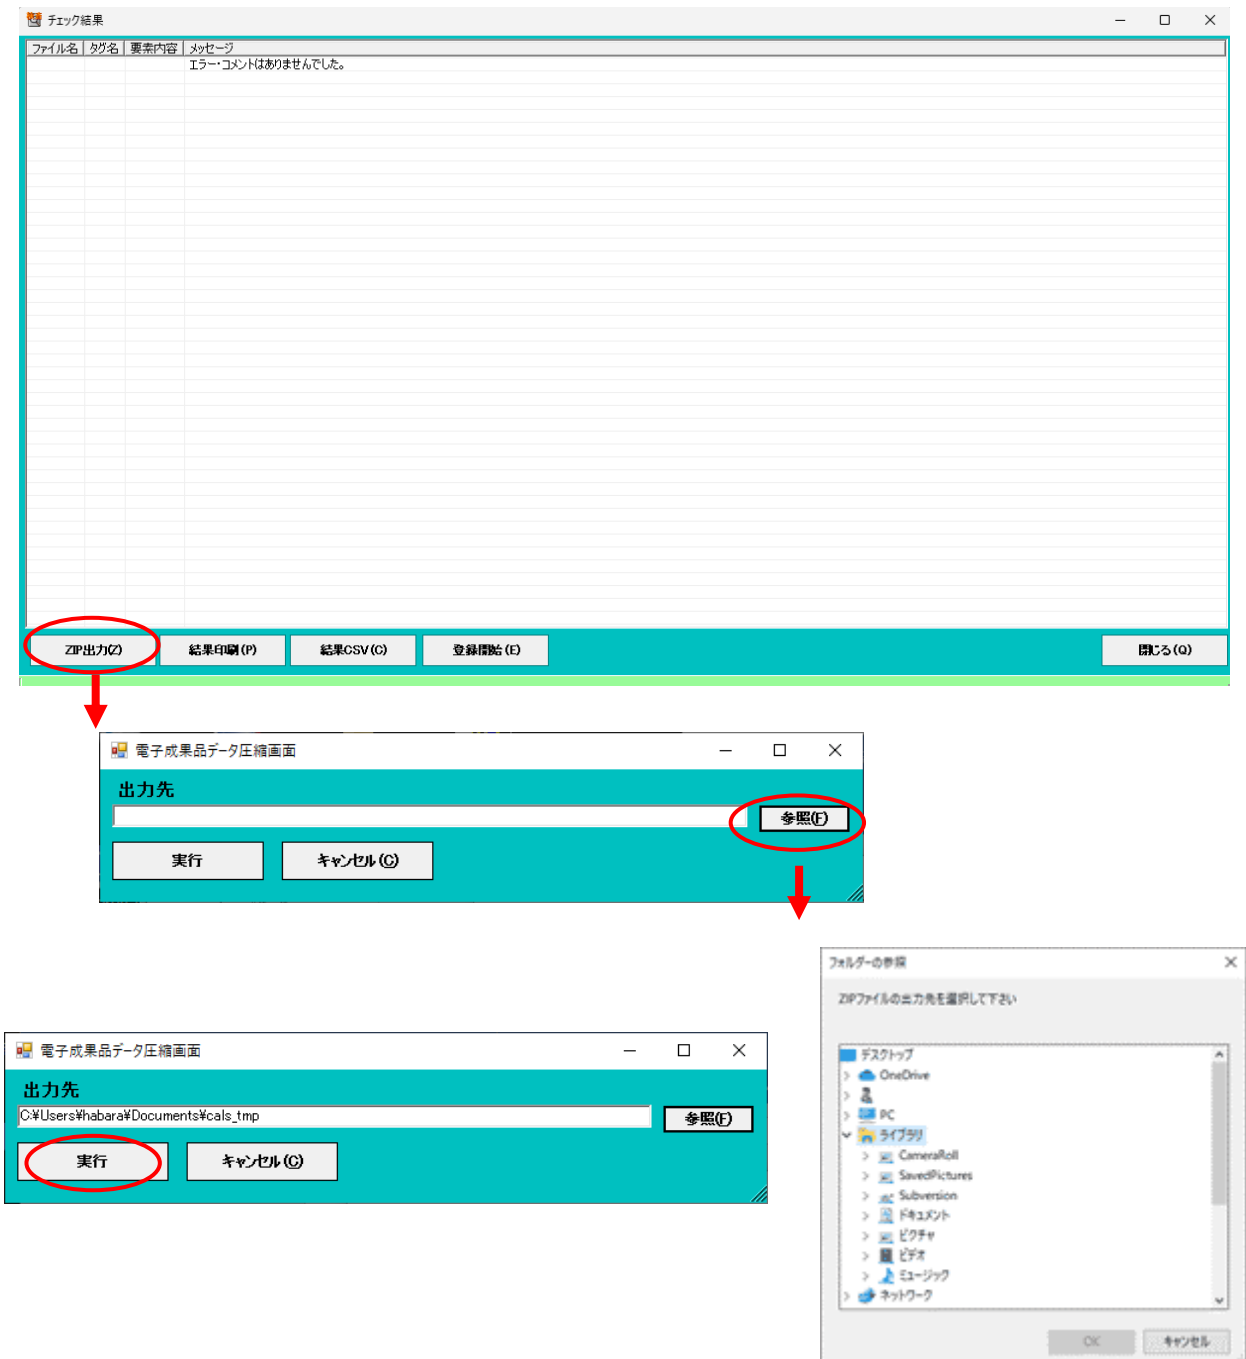 チェック結果
ファイル名 タグ名 要素内容 メッセージ
エラー・コメントはありませんでした。
ZIP出力(Z) 結果印刷(P) 結果CSV(C) 登録開始(E) 閉じる(Q)
電子成果品データ圧縮画面
出力先
参照(F)
実行 キャンセル(C)
フォルダーの参照
ZIPファイルの出力先を選択して下さい
デスクトップ
OneDrive
PC
ライブラリ
CameraRoll
SavedPictures
Subversion
ドキュメント
ピクチャ
ビデオ
ミュージック
ネットワーク
OK キャンセル
電子成果品データ圧縮画面
出力先
C:¥Users¥habara¥Documents¥cals_tmp
参照(F)
実行 キャンセル(C)